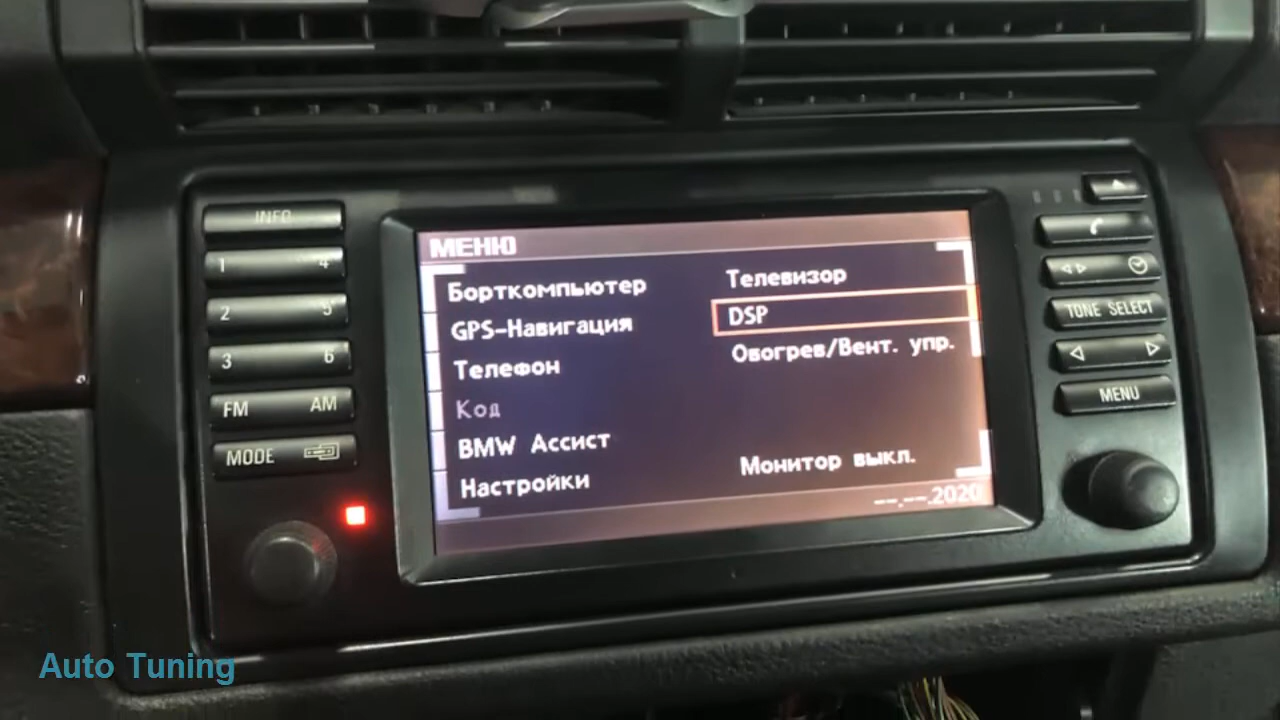 INFO
1 4
2 5
3 6
FM AM
MODE
МЕНЮ
Борткомпьютер
GPS-Навигация
Телефон
Код
BMW Ассист
Настройки
Телевизор
DSP
Обогрев/Вент. упр.
Монитор выкл.
--.--.2020
TONE SELECT
MENU
Auto Tuning